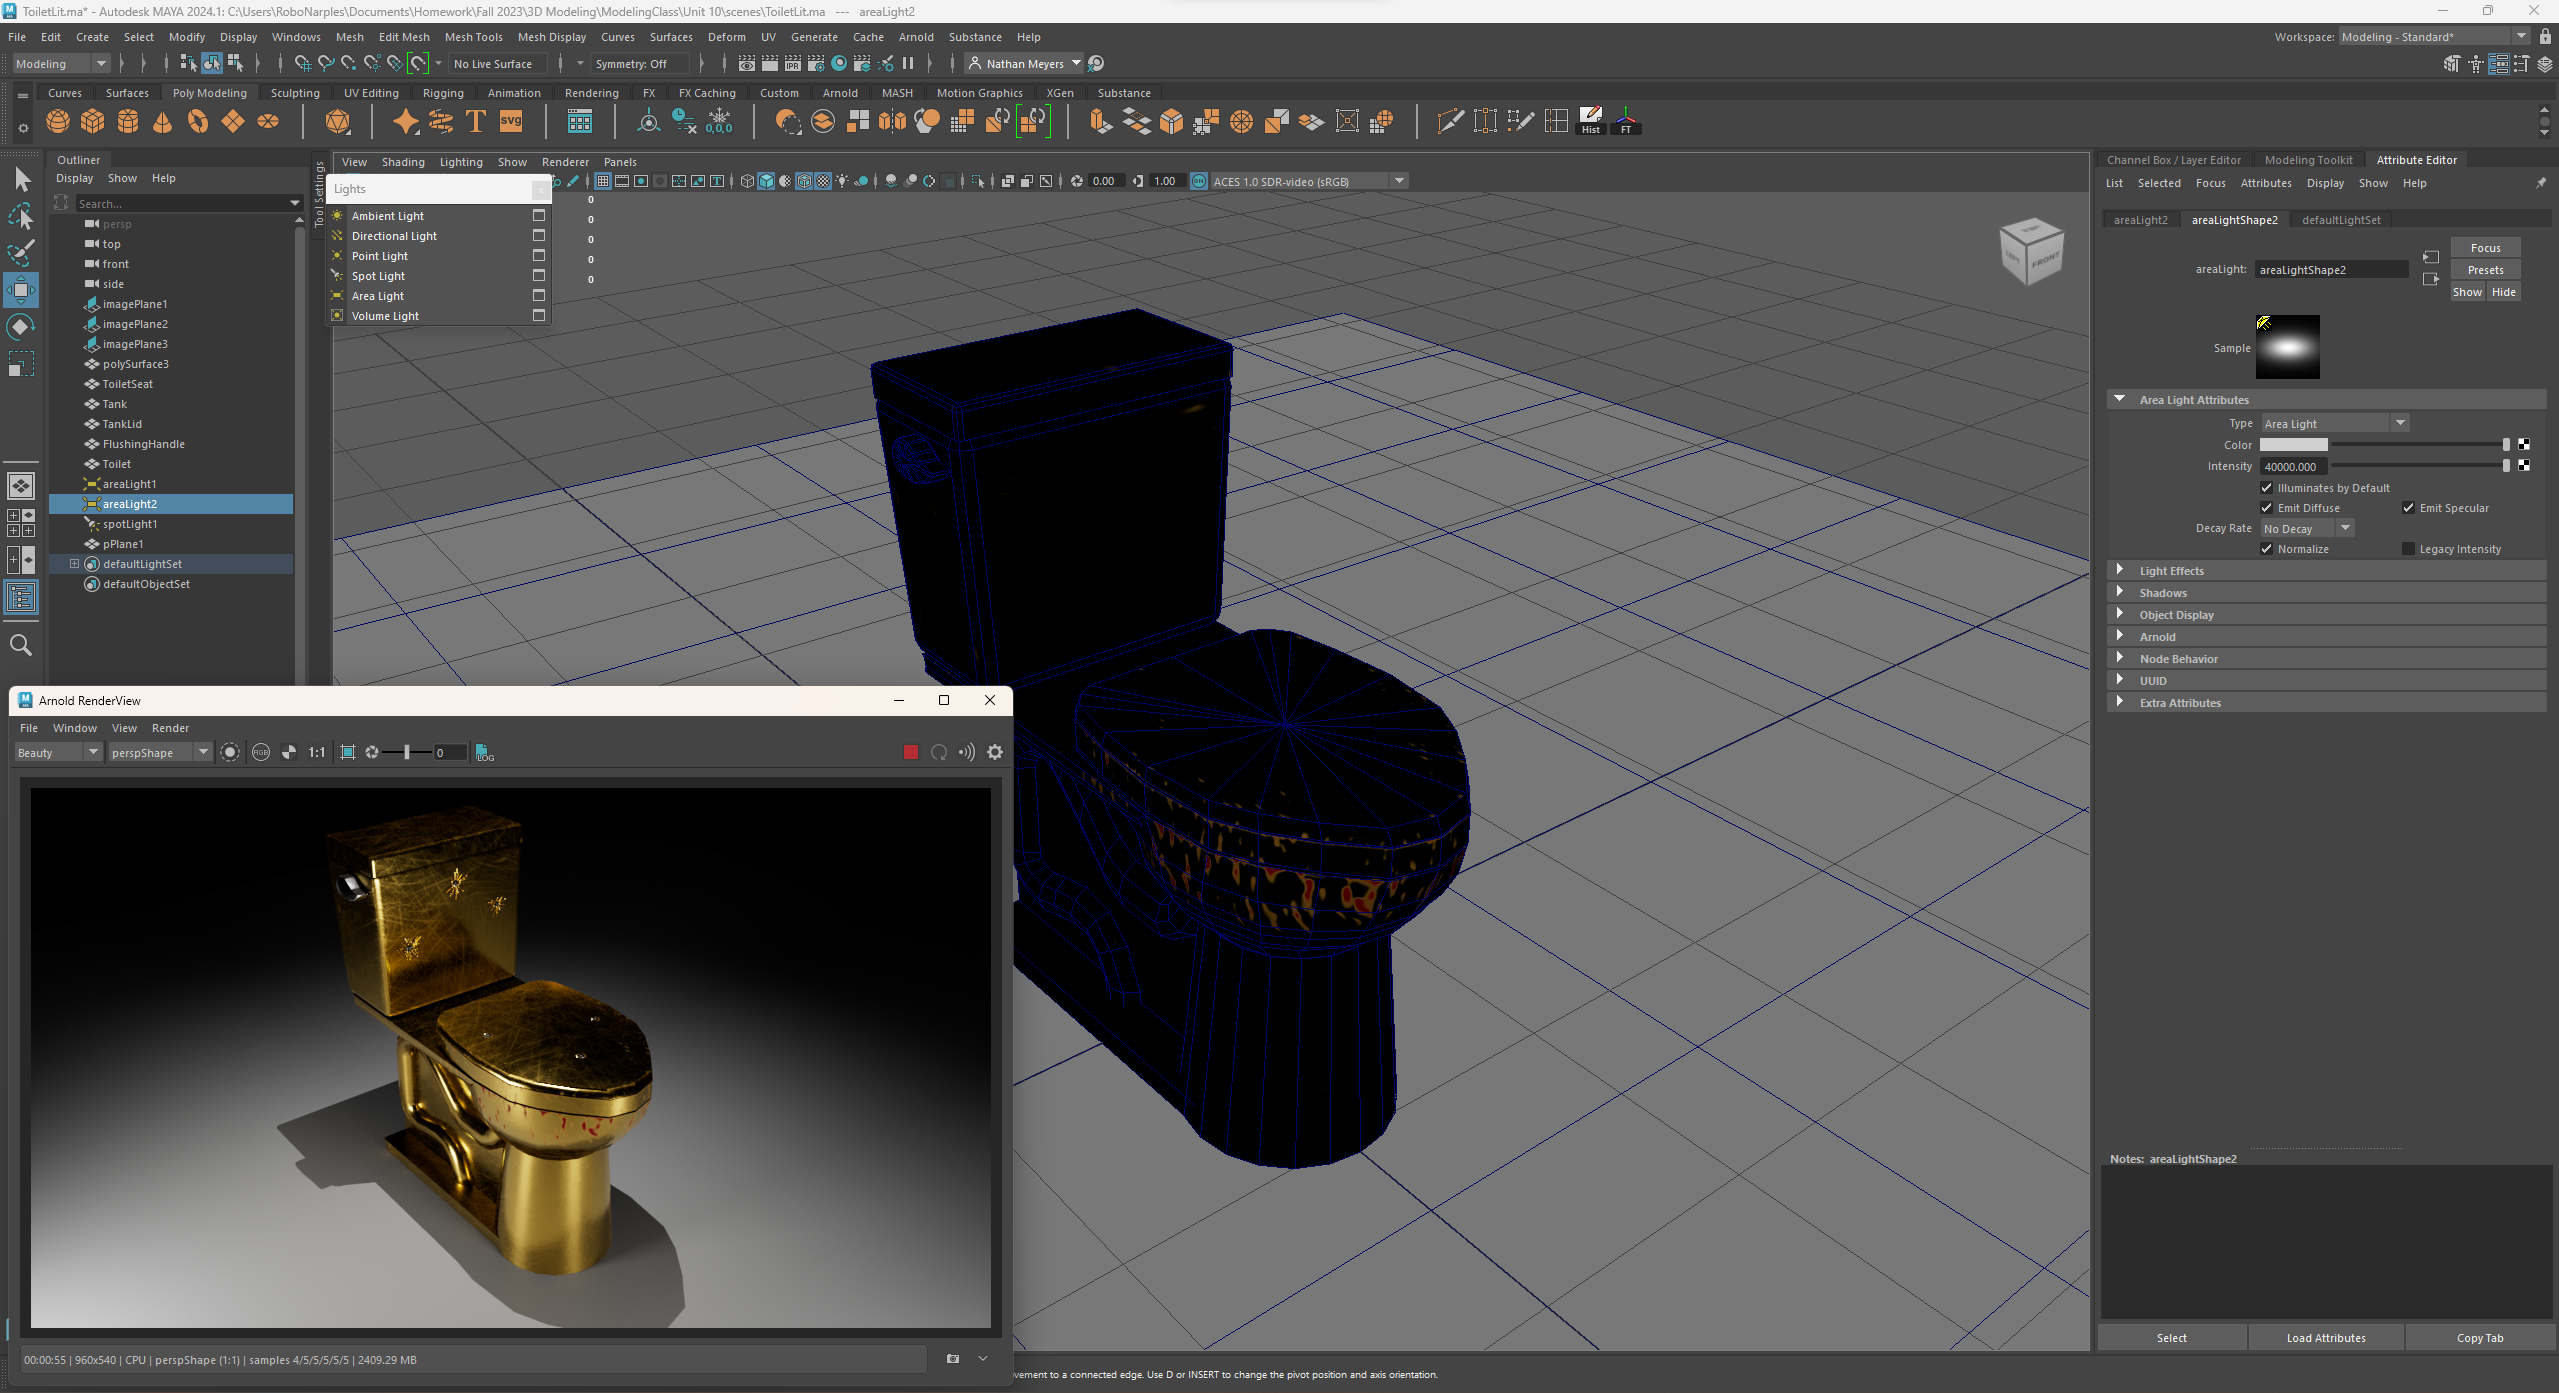 ToiletLit.ma* - Autodesk MAYA 2024.1: C:\Users\RoboNarples\Documents\Homework\Fall 2023\3D Modeling\ModelingClass\Unit 10\scenes\ToiletLit.ma --- areaLight2
File Edit Create Select Modify Display Windows Mesh Edit Mesh Mesh Tools Mesh Display Curves Surfaces Deform UV Generate Cache Arnold Substance Help
Workspace: Modeling - Standard*
Modeling No Live Surface Symmetry: Off IPR Nathan Meyers
Curves Surfaces Poly Modeling Sculpting UV Editing Rigging Animation Rendering FX FX Caching Custom Arnold MASH Motion Graphics XGen Substance
T svg 0,0,0 Hist FT
Outliner
Display Show Help
Search...
persp
top
front
side
imagePlane1
imagePlane2
imagePlane3
polySurface3
ToiletSeat
Tank
TankLid
FlushingHandle
Toilet
areaLight1
areaLight2
spotLight1
pPlane1
defaultLightSet
defaultObjectSet
Tool Settings
View Shading Lighting Show Renderer Panels
0.00 1.00 ON ACES 1.0 SDR-video (sRGB)
Lights
Ambient Light
Directional Light
Point Light
Spot Light
Area Light
Volume Light
0
0
0
0
0
FRONT
Channel Box / Layer Editor Modeling Toolkit Attribute Editor
List Selected Focus Attributes Display Show Help
areaLight2 areaLightShape2 defaultLightSet
areaLight: areaLightShape2
Focus
Presets
Show Hide
Sample
Area Light Attributes
Type Area Light
Color
Intensity 40000.000
Illuminates by Default
Emit Diffuse Emit Specular
Decay Rate No Decay
Normalize Legacy Intensity
Light Effects
Shadows
Object Display
Arnold
Node Behavior
UUID
Extra Attributes
Notes: areaLightShape2
Select Load Attributes Copy Tab
Arnold RenderView
File Window View Render
Beauty perspShape RGB 1:1 0 LOG
00:00:55 | 960x540 | CPU | perspShape (1:1) | samples 4/5/5/5/5/5 | 2409.29 MB
vement to a connected edge. Use D or INSERT to change the pivot position and axis orientation.